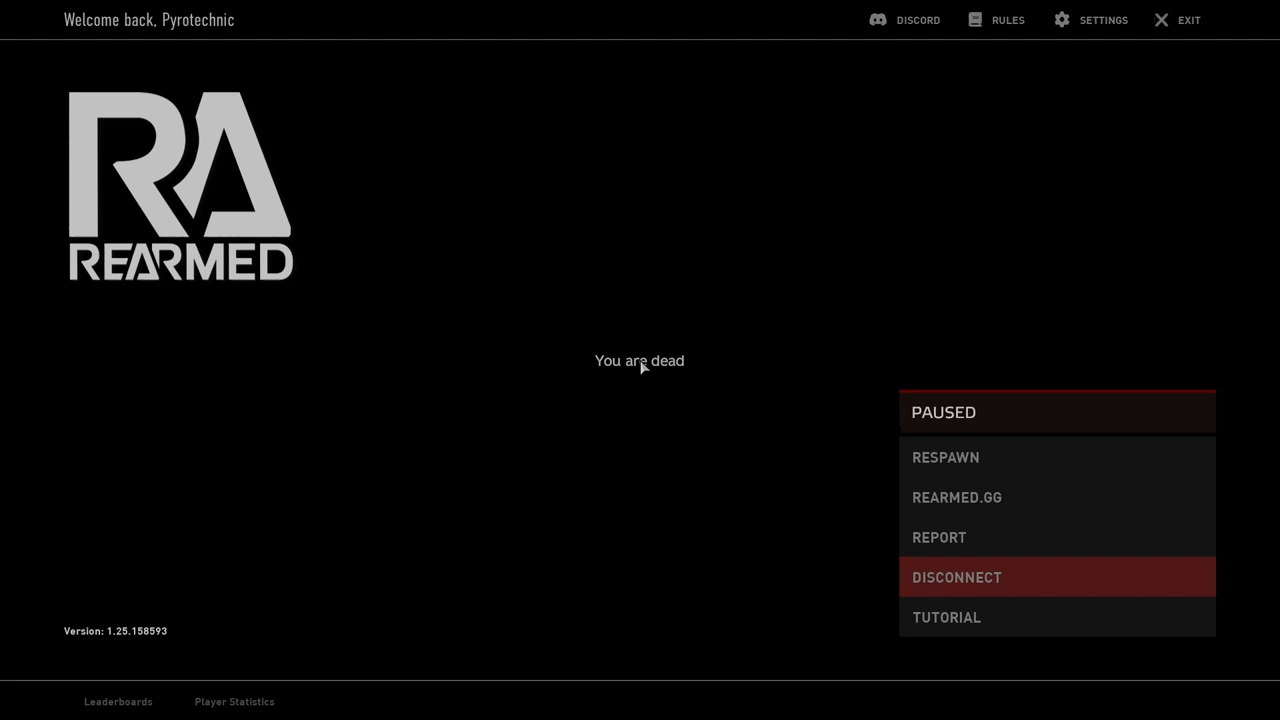 Welcome back, Pyrotechnic
DISCORD RULES SETTINGS EXIT
RA
REARMED
You are dead
PAUSED
RESPAWN
REARMED.GG
REPORT
DISCONNECT
TUTORIAL
Version: 1.25.158593
Leaderboards Player Statistics